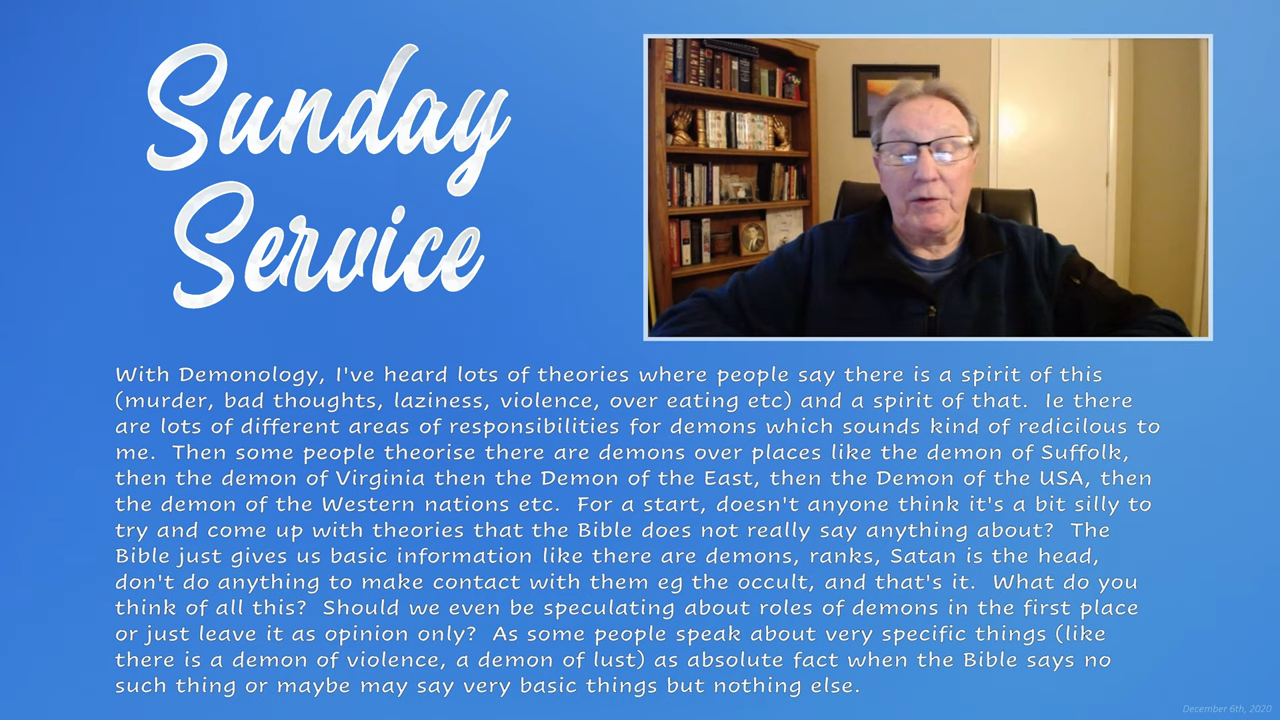 Sunday
Service
With Demonology, I've heard lots of theories where people say there is a spirit of this
(murder, bad thoughts, laziness, violence, over eating etc) and a spirit of that.  Ie there
are lots of different areas of responsibilities for demons which sounds kind of redicilous to
me.  Then some people theorise there are demons over places like the demon of Suffolk,
then the demon of Virginia then the Demon of the East, then the Demon of the USA, then
the demon of the Western nations etc.  For a start, doesn't anyone think it's a bit silly to
try and come up with theories that the Bible does not really say anything about?  The
Bible just gives us basic information like there are demons, ranks, Satan is the head,
don't do anything to make contact with them eg the occult, and that's it.  What do you
think of all this?  Should we even be speculating about roles of demons in the first place
or just leave it as opinion only?  As some people speak about very specific things (like
there is a demon of violence, a demon of lust) as absolute fact when the Bible says no
such thing or maybe may say very basic things but nothing else.
December 6th, 2020